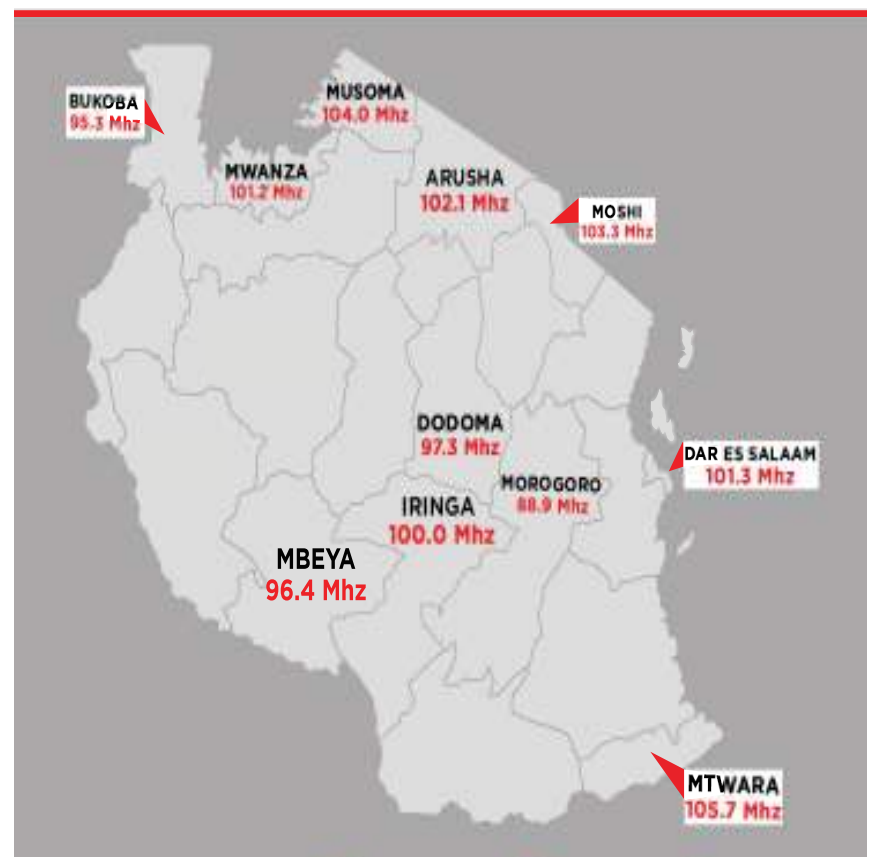 BUKOBA
95.3 Mhz
MUSOMA
104.0 Mhz
MWANZA
101.2 Mhz
ARUSHA
102.1 Mhz
MOSHI
103.3 Mhz
DODOMA
97.3 Mhz
DAR ES SALAAM
101.3 Mhz
MOROGORO
88.9 Mhz
IRINGA
100.0 Mhz
MBEYA
96.4 Mhz
MTWARA
105.7 Mhz